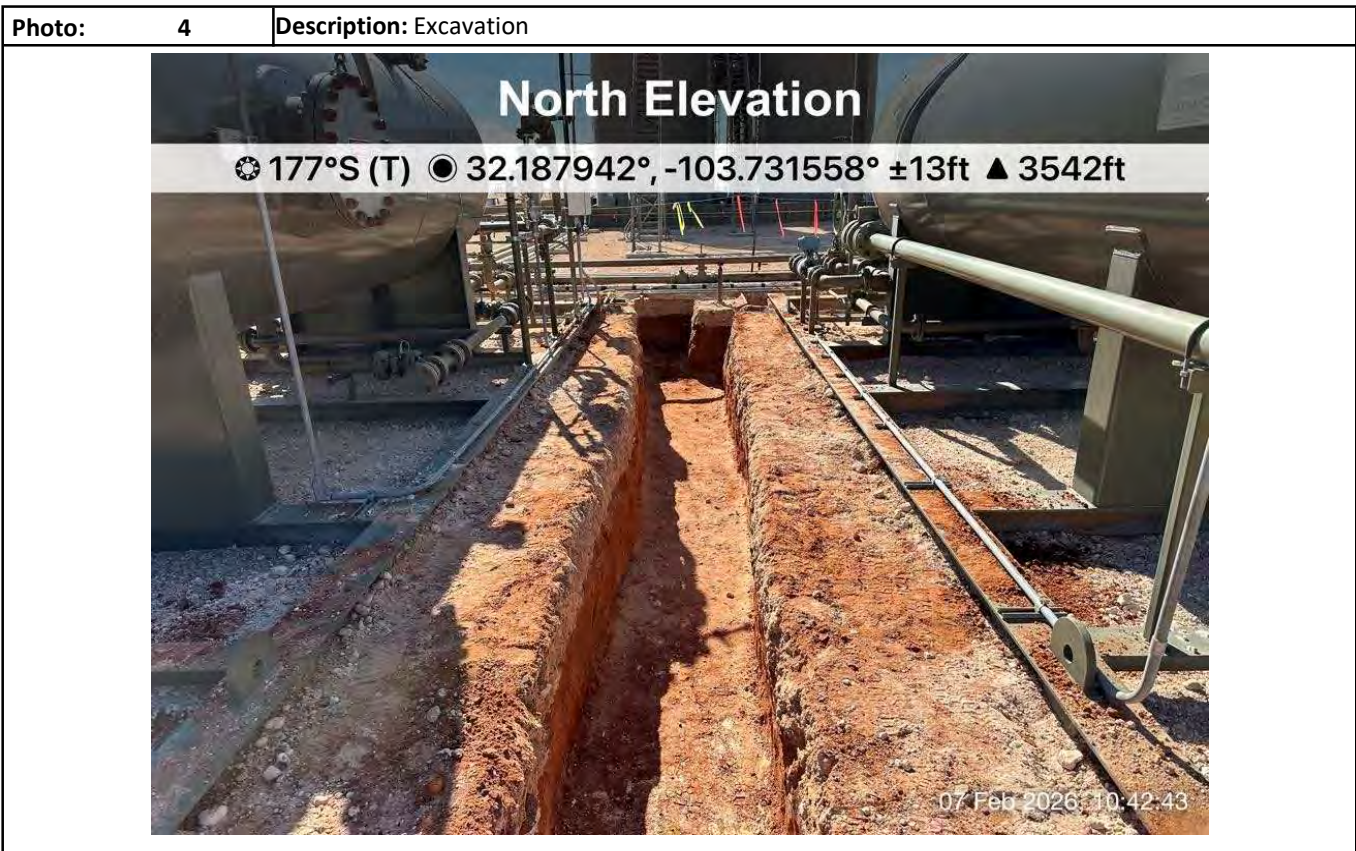 Photo: 4 Description: Excavation
North Elevation
177°S (T) 32.187942°, -103.731558° ±13ft ▲ 3542ft
07 Feb 2026, 10:42:43